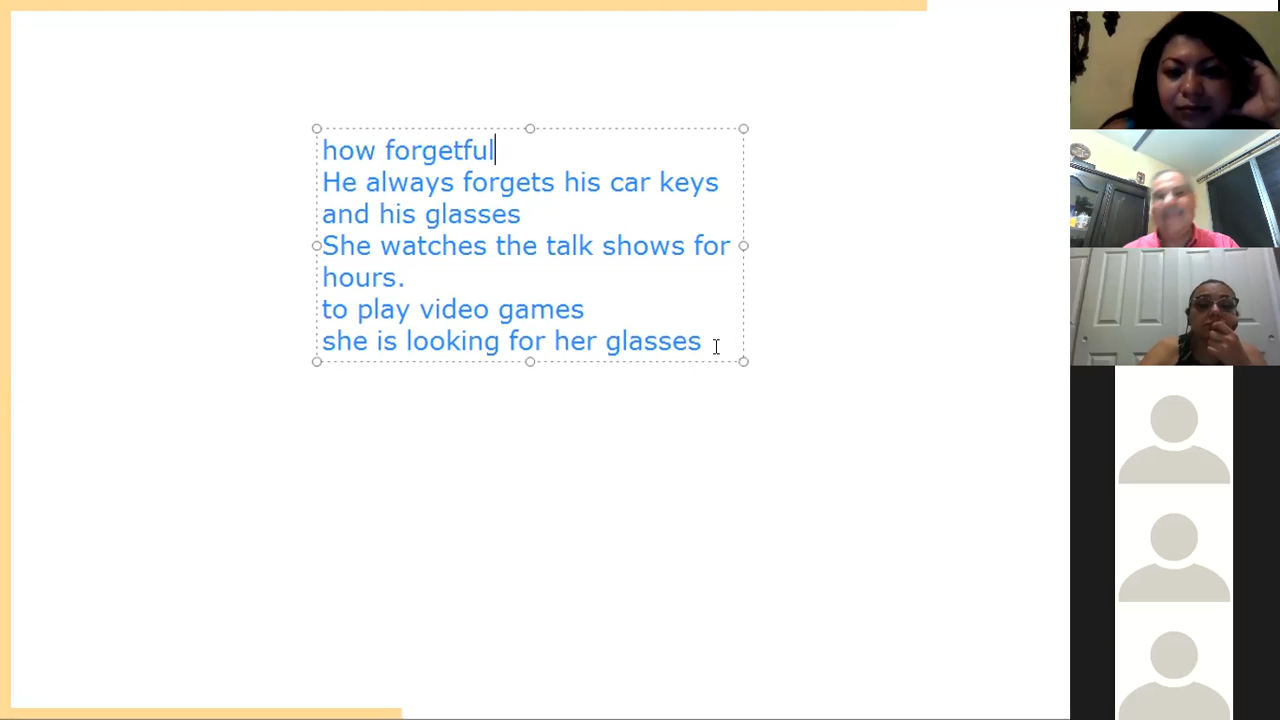 how forgetful
He always forgets his car keys
and his glasses
She watches the talk shows for
hours.
to play video games
she is looking for her glasses